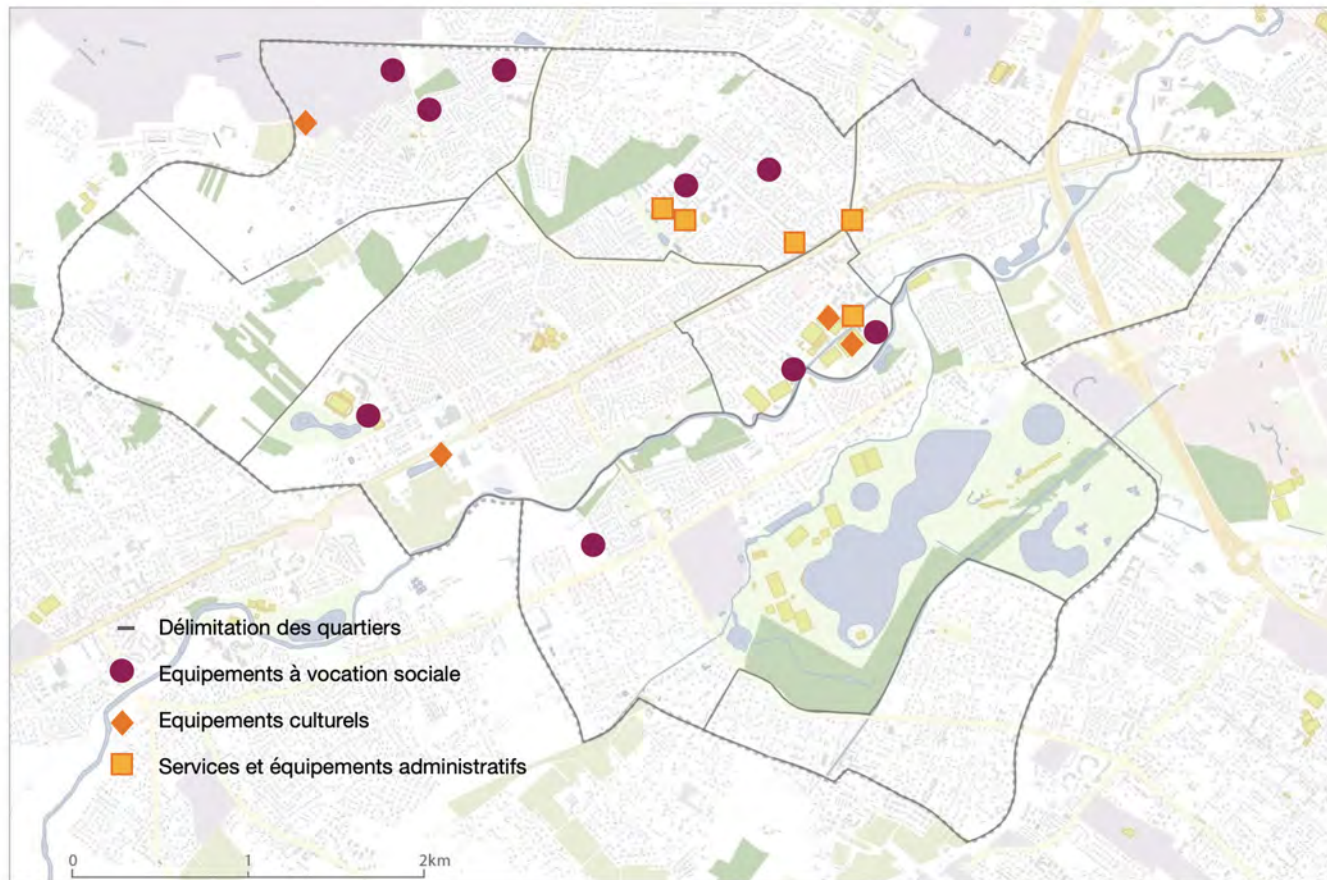 Délimitation des quartiers
Equipements à vocation sociale
Equipements culturels
Services et équipements administratifs
0 1 2km